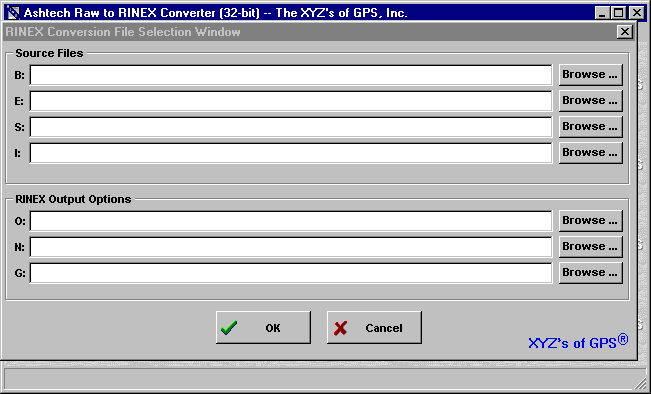 Ashtech Raw to RINEX Converter (32-bit) -- The XYZ's of GPS, Inc.
RINEX Conversion File Selection Window
Source Files
B: Browse ...
E: Browse ...
S: Browse ...
I: Browse ...
RINEX Output Options
O: Browse ...
N: Browse ...
G: Browse ...
OK Cancel
XYZ's of GPS®